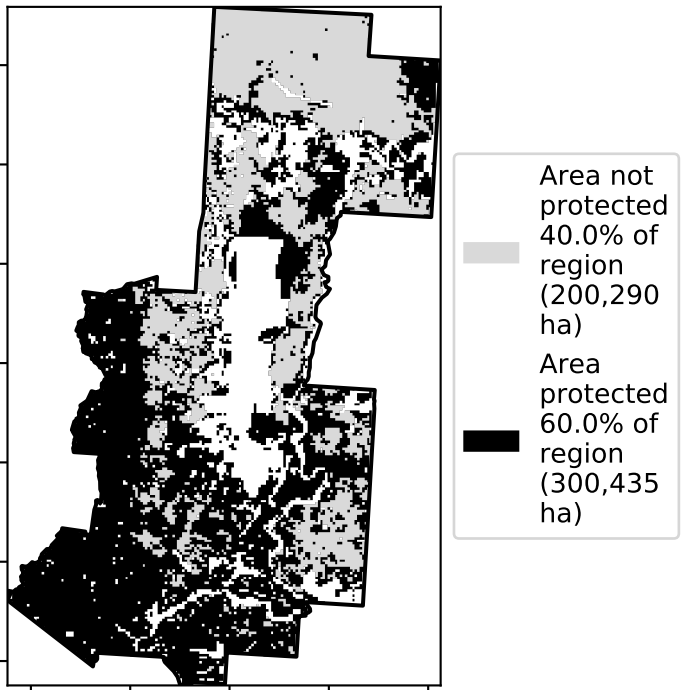 Area not
protected
40.0% of
region
(200,290
ha)
Area
protected
60.0% of
region
(300,435
ha)